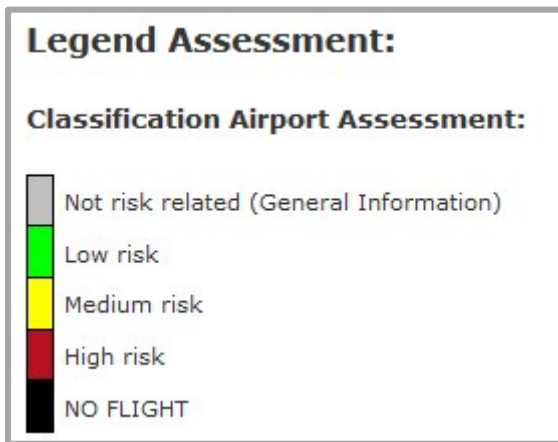 Legend Assessment:
Classification Airport Assessment:
Not risk related (General Information)
Low risk
Medium risk
High risk
NO FLIGHT